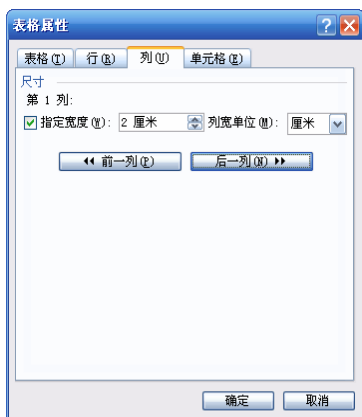 表格属性
表格(T) 行(R) 列(U) 单元格(E)
尺寸
第 1 列:
指定宽度(W): 2 厘米 列宽单位(M): 厘米
前一列(P) 后一列(N)
确定 取消